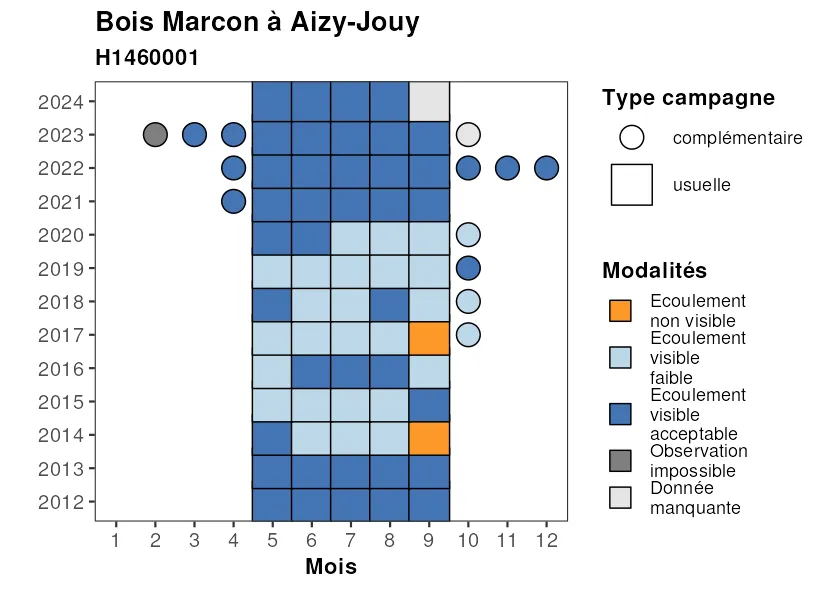 Bois Marcon à Aizy-Jouy
H1460001
2024
2023
2022
2021
2020
2019
2018
2017
2016
2015
2014
2013
2012
1 2 3 4 5 6 7 8 9 10 11 12
Mois
Type campagne
complémentaire
usuelle
Modalités
Ecoulement
non visible
Ecoulement
visible
faible
Ecoulement
visible
acceptable
Observation
impossible
Donnée
manquante